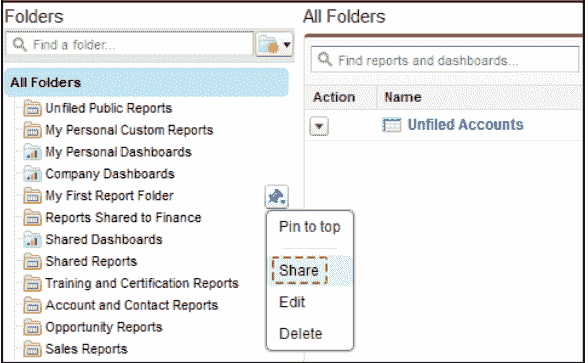 Folders
Find a folder...
All Folders
Unfiled Public Reports
My Personal Custom Reports
My Personal Dashboards
Company Dashboards
My First Report Folder
Reports Shared to Finance
Shared Dashboards
Shared Reports
Training and Certification Reports
Account and Contact Reports
Opportunity Reports
Sales Reports
Pin to top
Share
Edit
Delete
All Folders
Find reports and dashboards...
Action Name
Unfiled Accounts